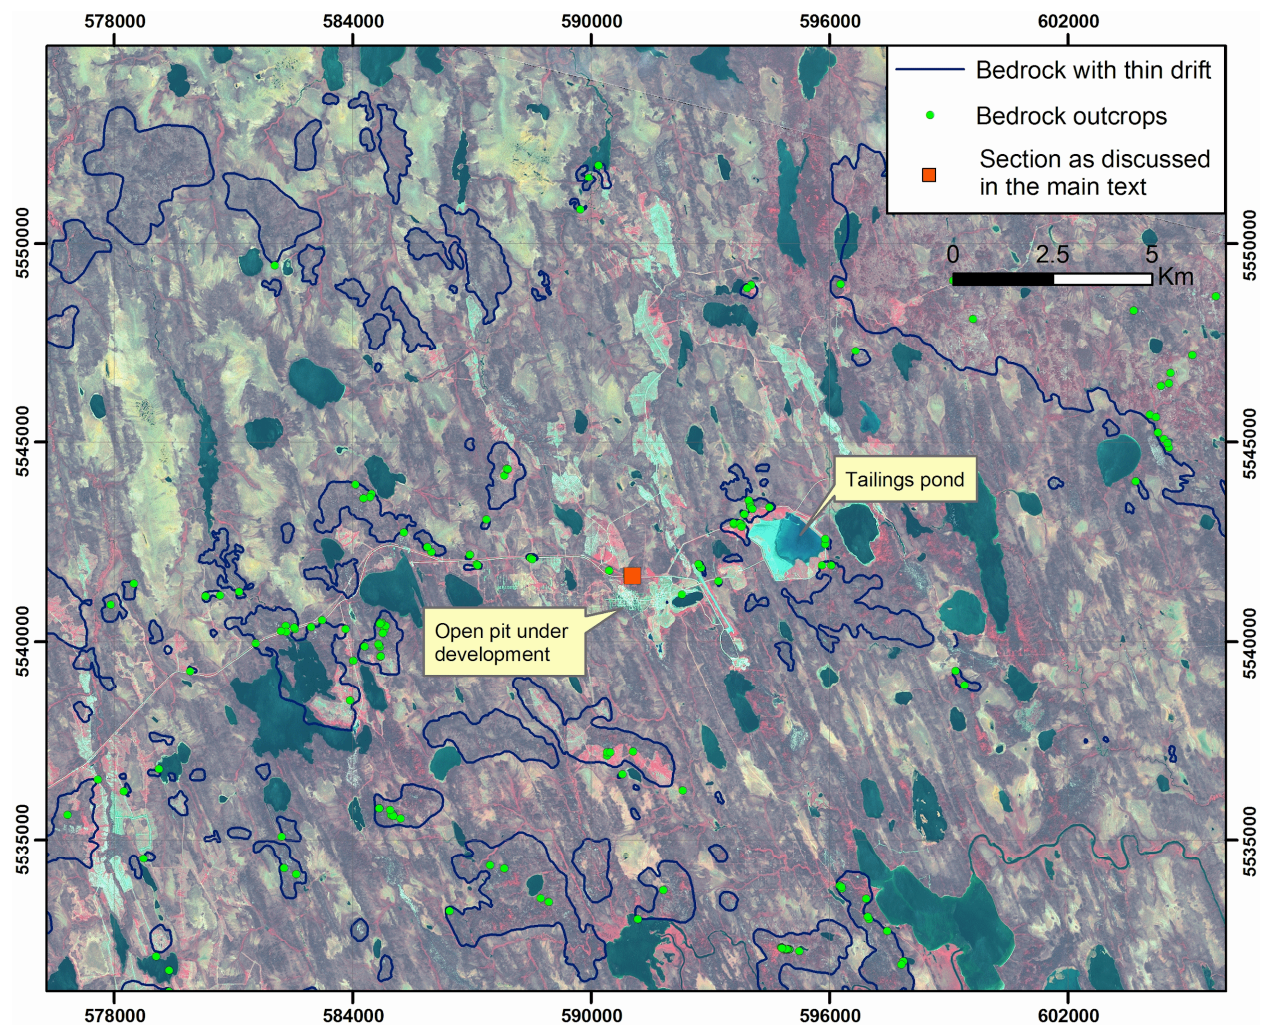 578000 584000 590000 596000 602000
Bedrock with thin drift
Bedrock outcrops
Section as discussed
in the main text
5550000 5550000
0 2.5 5
Km
5545000 5545000
Tailings pond
Open pit under
development
5540000 5540000
5535000 5535000
578000 584000 590000 596000 602000